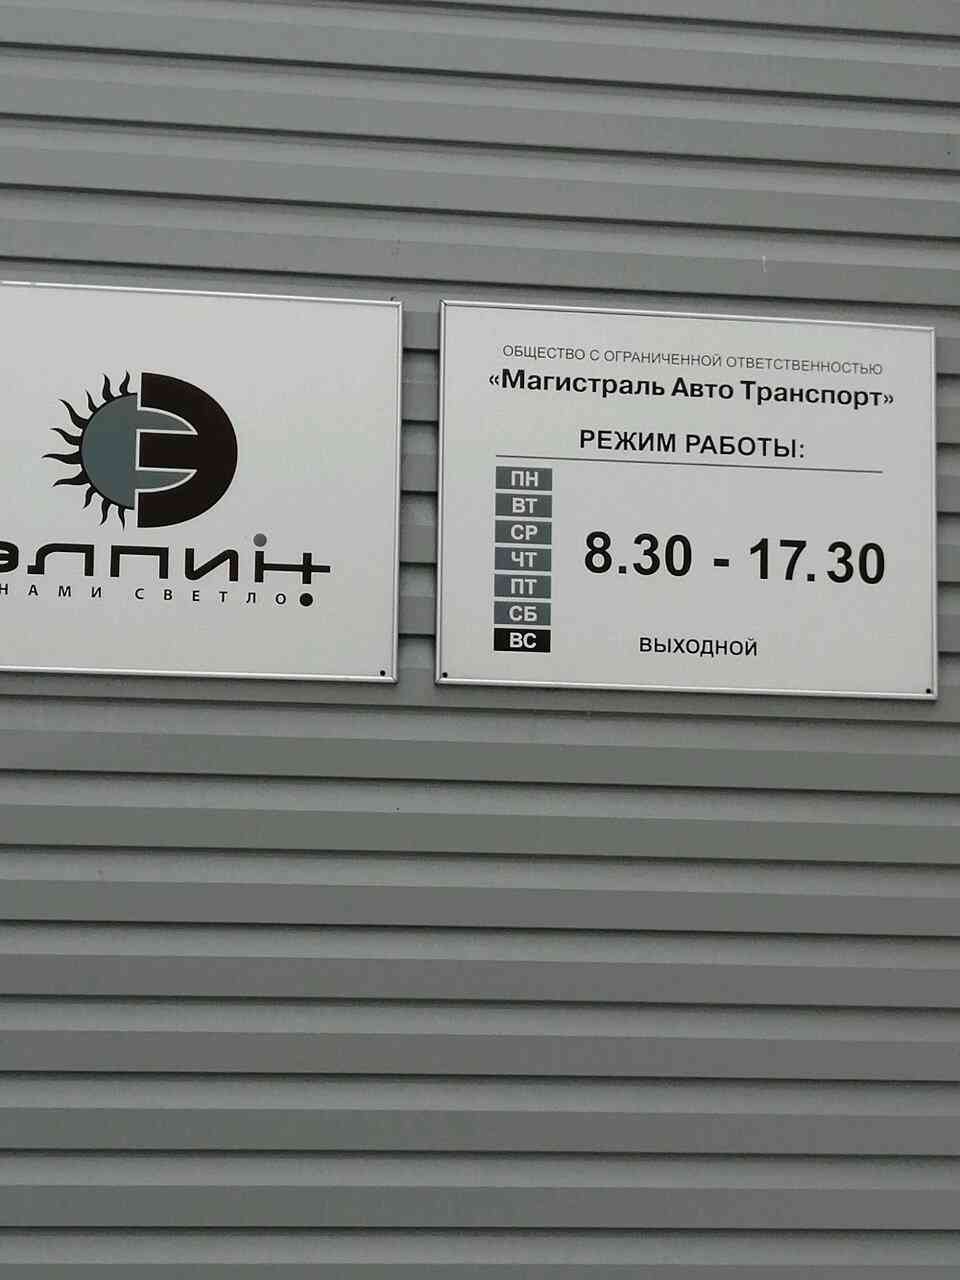 элпин
НАМИ СВЕТЛО
ОБЩЕСТВО С ОГРАНИЧЕННОЙ ОТВЕТСТВЕННОСТЬЮ
«Магистраль Авто Транспорт»
РЕЖИМ РАБОТЫ:
ПН
ВТ
СР
ЧТ
ПТ
СБ
8.30 - 17.30
ВС ВЫХОДНОЙ